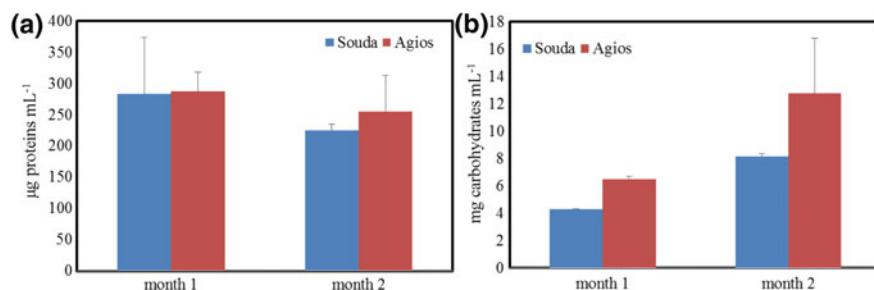 (a)
400
350
300
250
200
150
100
50
0
µg proteins mL⁻¹
Souda Agios
month 1 month 2
(b)
18
16
14
12
10
8
6
4
2
0
mg carbohydrates mL⁻¹
Souda Agios
month 1 month 2